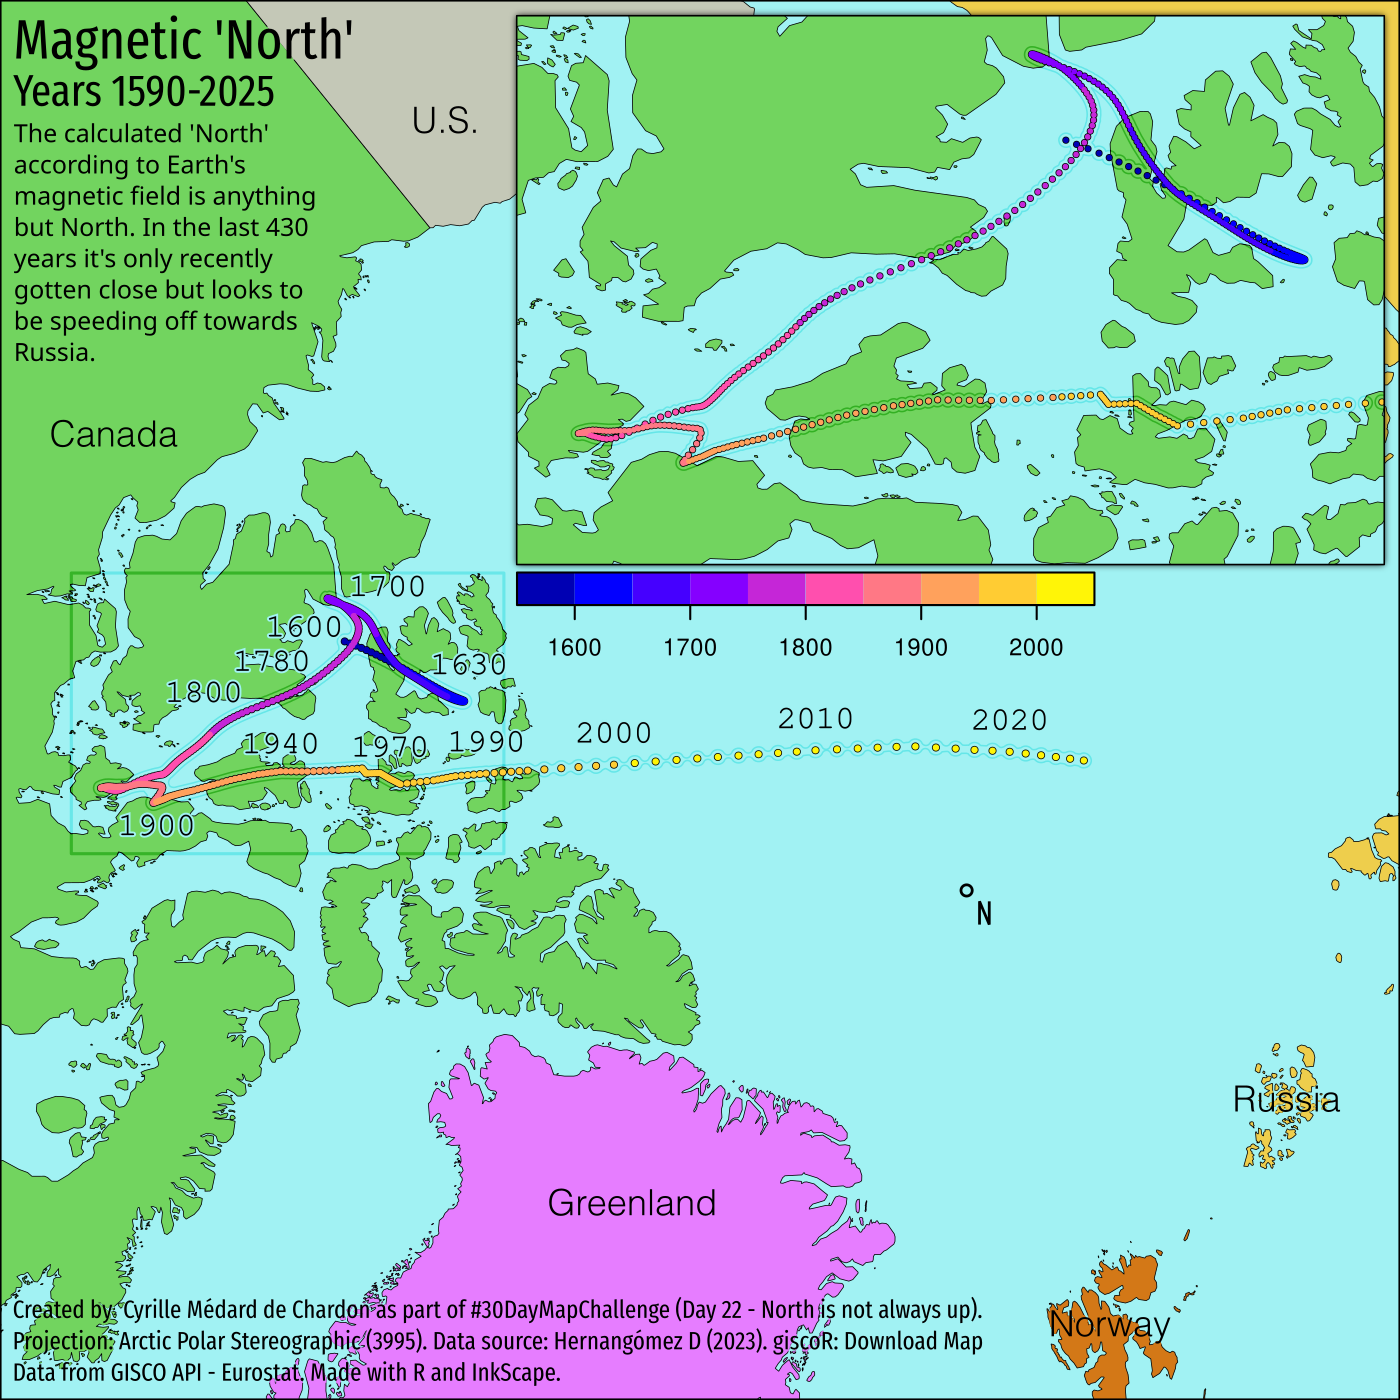 Magnetic 'North'
Years 1590-2025
The calculated 'North'
according to Earth's
magnetic field is anything
but North. In the last 430
years it's only recently
gotten close but looks to
be speeding off towards
Russia.
U.S.
Canada
1700
1600
1780
1630
1800
1940
1970
1990
2000
2010
2020
1900
1600
1700
1800
1900
2000
N
Russia
Greenland
Norway
Created by: Cyrille Médard de Chardon as part of #30DayMapChallenge (Day 22 - North is not always up).
Projection: Arctic Polar Stereographic (3995). Data source: Hernangómez D (2023). giscoR: Download Map
Data from GISCO API - Eurostat. Made with R and InkScape.